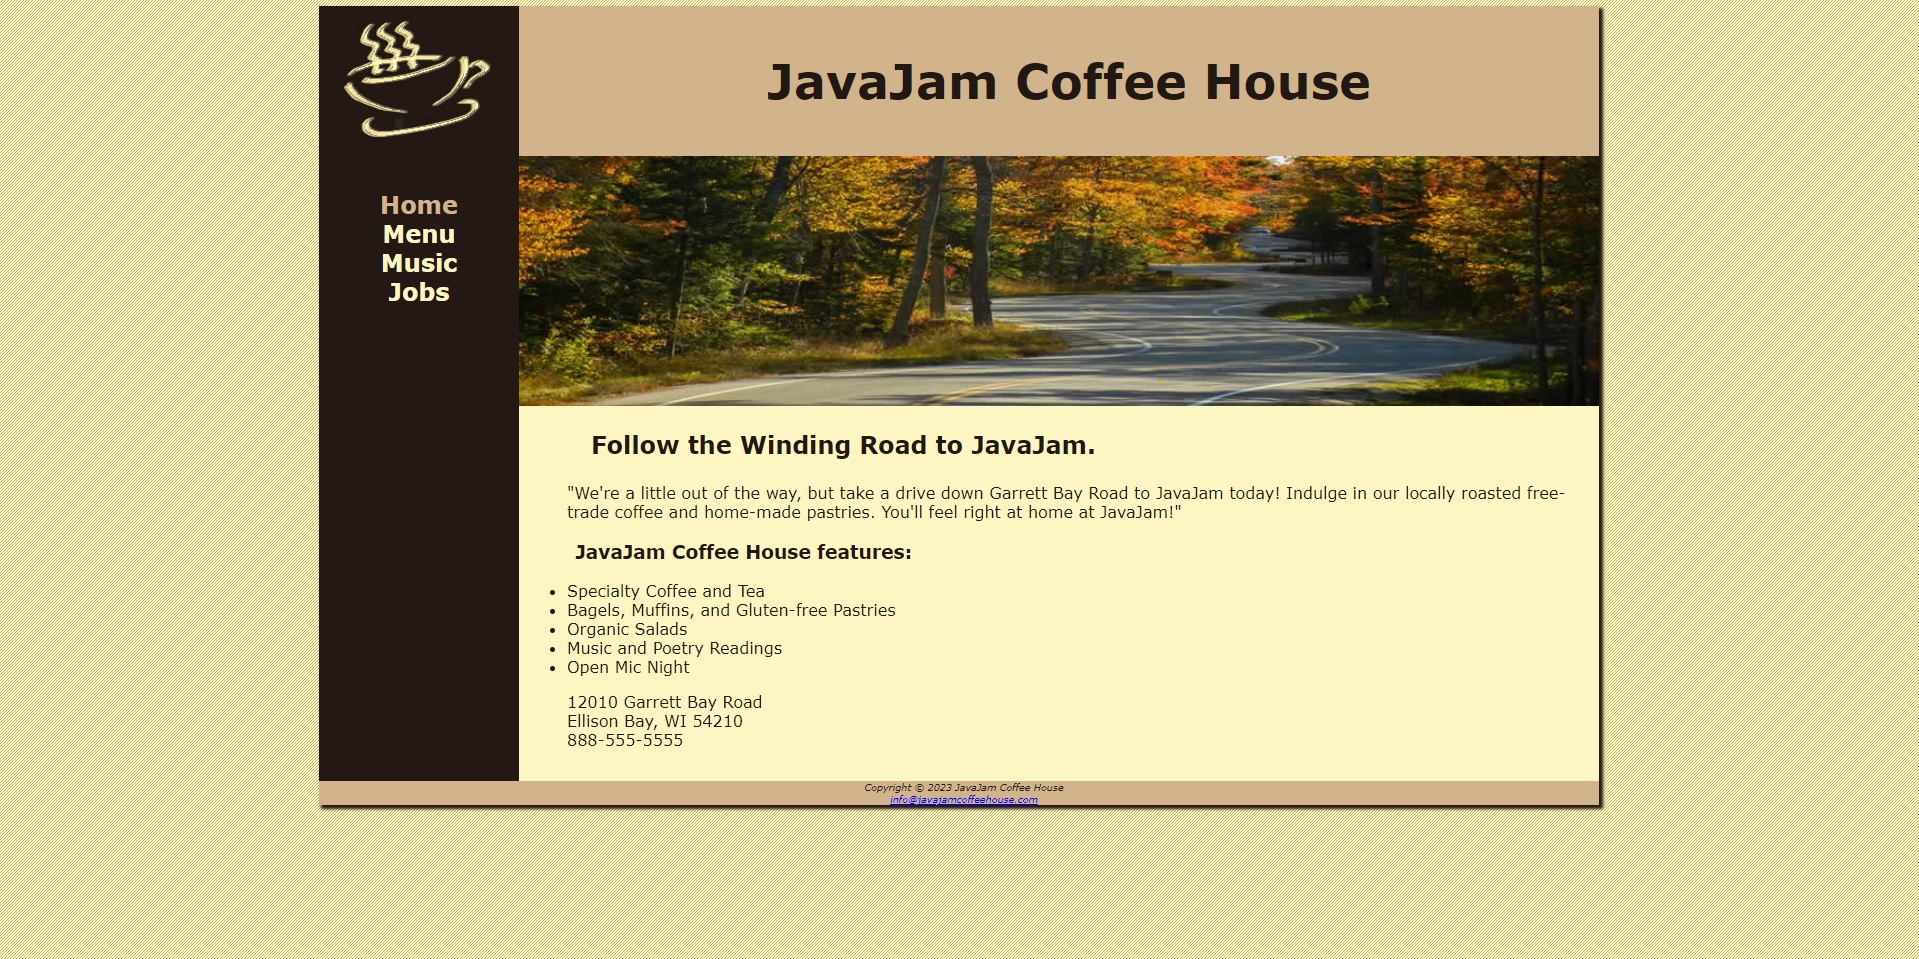 JavaJam Coffee House
Home
Menu
Music
Jobs
Follow the Winding Road to JavaJam.
"We're a little out of the way, but take a drive down Garrett Bay Road to JavaJam today! Indulge in our locally roasted free-
trade coffee and home-made pastries. You'll feel right at home at JavaJam!"
JavaJam Coffee House features:
• Specialty Coffee and Tea
• Bagels, Muffins, and Gluten-free Pastries
• Organic Salads
• Music and Poetry Readings
• Open Mic Night
12010 Garrett Bay Road
Ellison Bay, WI 54210
888-555-5555
Copyright © 2023 JavaJam Coffee House
info@javajamcoffeehouse.com